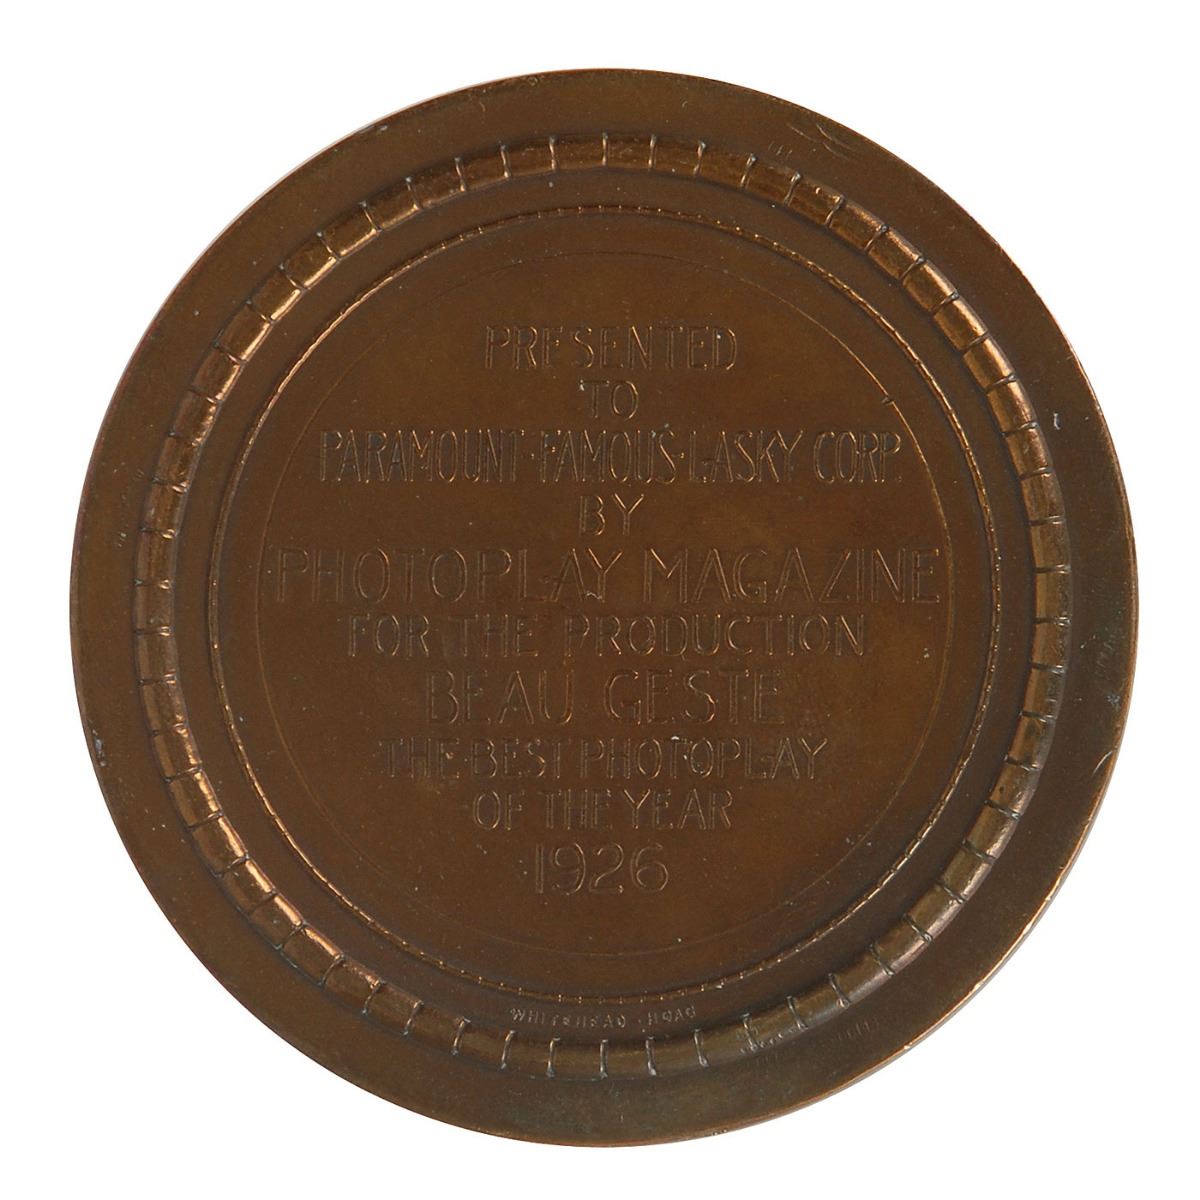 PRESENTED
TO
PARAMOUNT·FAMOUS·LASKY CORP.
BY
PHOTOPLAY MAGAZINE
FOR THE PRODUCTION
BEAU GESTE
THE BEST PHOTOPLAY
OF THE YEAR
1926
WHITEHEAD · HOAG